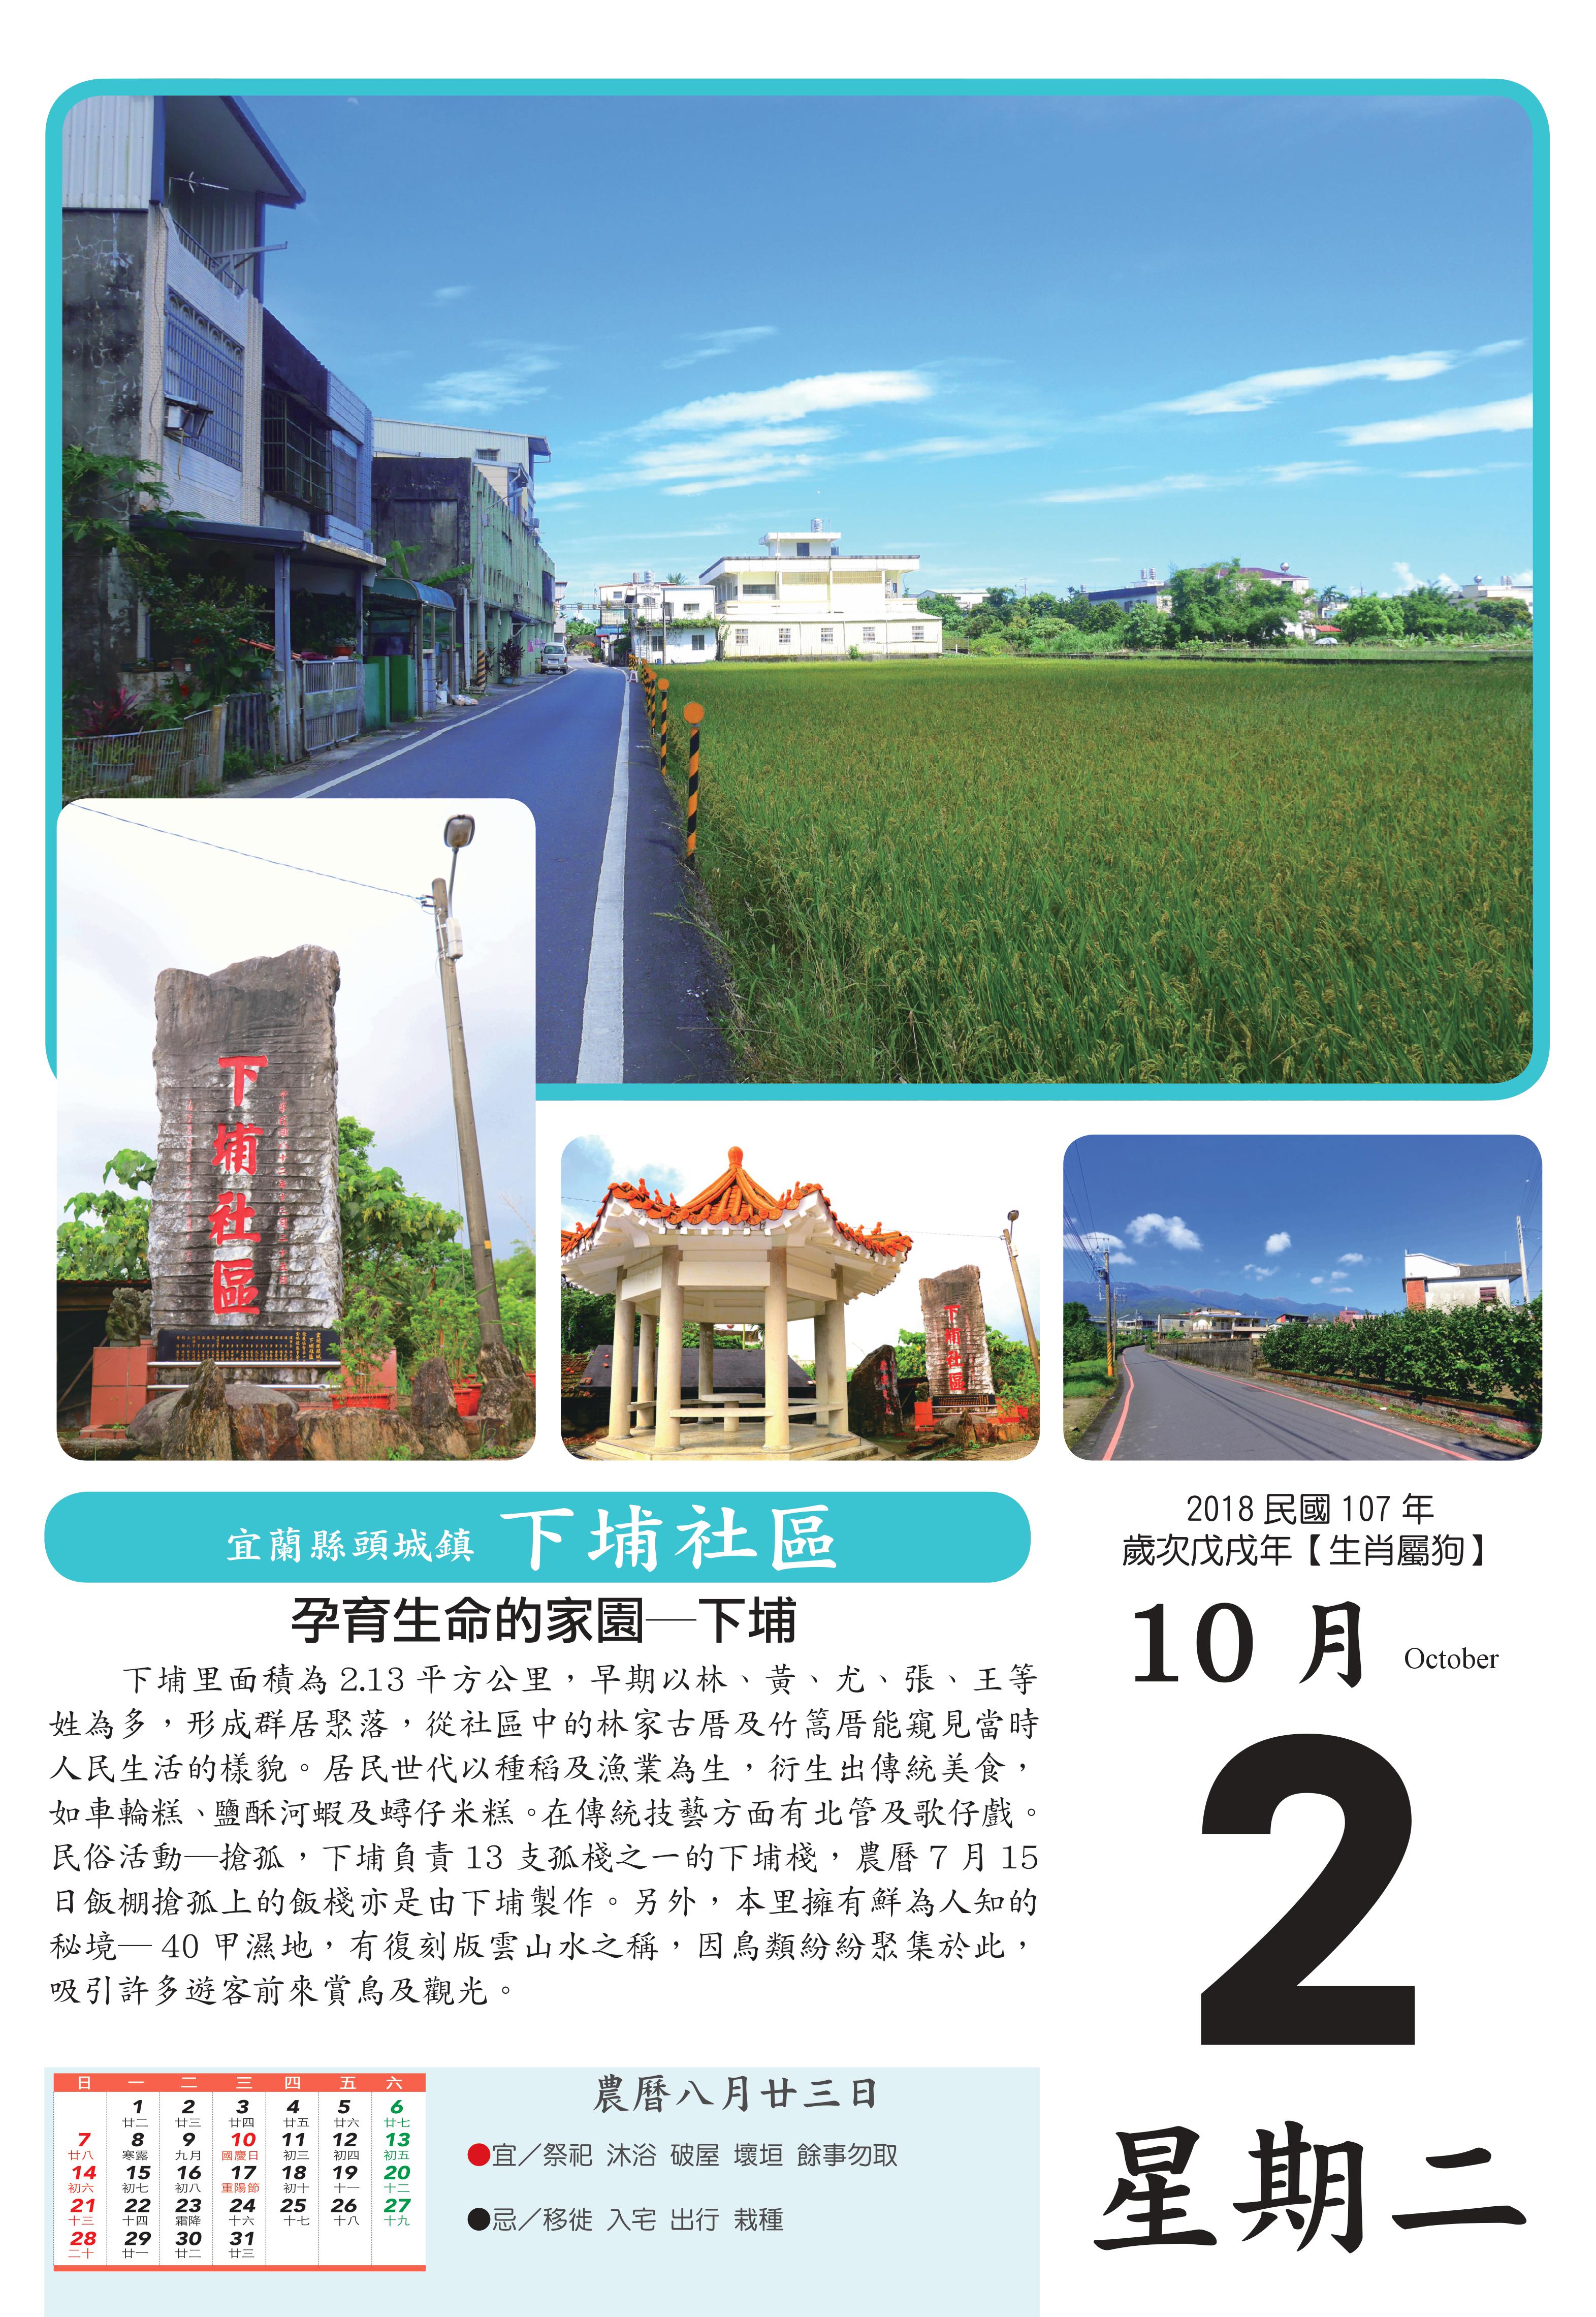 下埔社區
下埔社區
宜蘭縣頭城鎮 下埔社區
孕育生命的家園─下埔
下埔里面積為 2.13 平方公里，早期以林、黃、尤、張、王等
姓為多，形成群居聚落，從社區中的林家古厝及竹篙厝能窺見當時
人民生活的樣貌。居民世代以種稻及漁業為生，衍生出傳統美食，
如車輪糕、鹽酥河蝦及蟳仔米糕。在傳統技藝方面有北管及歌仔戲。
民俗活動─搶孤，下埔負責 13 支孤棧之一的下埔棧，農曆 7 月 15
日飯棚搶孤上的飯棧亦是由下埔製作。另外，本里擁有鮮為人知的
秘境─ 40 甲濕地，有復刻版雲山水之稱，因鳥類紛紛聚集於此，
吸引許多遊客前來賞鳥及觀光。
2018 民國 107 年
歲次戊戌年【生肖屬狗】
10 月 October
2
星期二
日 一 二 三 四 五 六
1 2 3 4 5 6
廿二 廿三 廿四 廿五 廿六 廿七
7 8 9 10 11 12 13
廿八 寒露 九月 國慶日 初三 初四 初五
14 15 16 17 18 19 20
初六 初七 初八 重陽節 初十 十一 十二
21 22 23 24 25 26 27
十三 十四 霜降 十六 十七 十八 十九
28 29 30 31
二十 廿一 廿二 廿三
農曆八月廿三日
●宜／祭祀 沐浴 破屋 壞垣 餘事勿取
●忌／移徙 入宅 出行 栽種